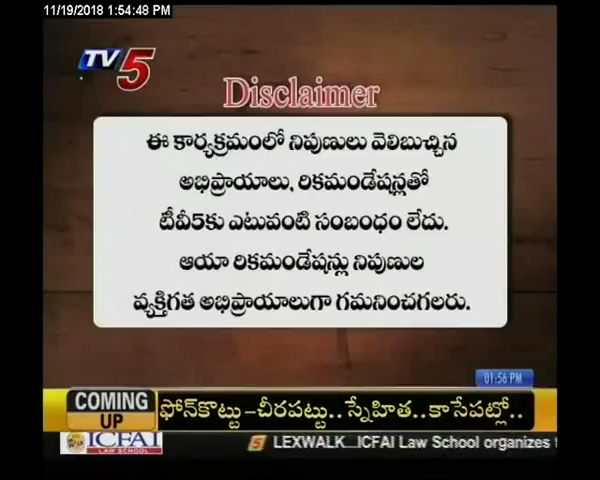 11/19/2018 1:54:48 PM
TV5
Disclaimer
ఈ కార్యక్రమంలో నిపుణులు వెలిబుచ్చిన
అభిప్రాయాలు, రికమండేషన్లతో
టీవీ5కు ఎటువంటి సంబంధం లేదు.
ఆయా రికమండేషన్లు నిపుణుల
వ్యక్తిగత అభిప్రాయాలుగా గమనించగలరు.
01:56 PM
COMING UP
ఫోన్‌కొట్టు-చీరపట్టు..స్నేహిత..కాసేపట్లో..
ICFAI
LAW SCHOOL
5 LEXWALK...ICFAI Law School organizes